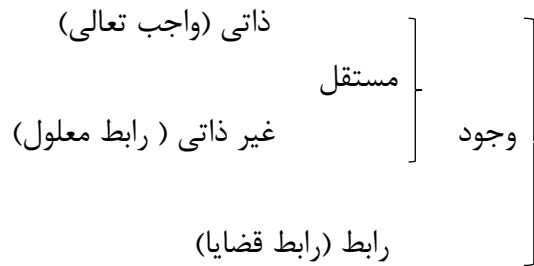 ذاتی (واجب تعالی)
مستقل
غیر ذاتی ( رابط معلول)
وجود
رابط (رابط قضایا)